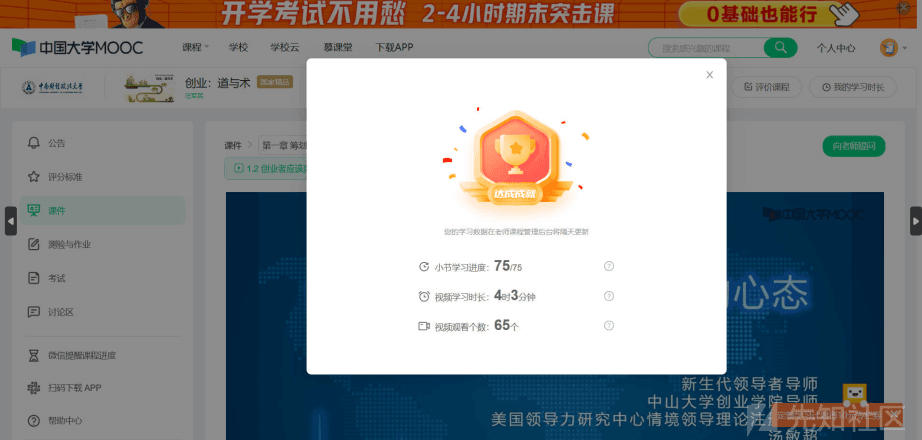 开学考试不用愁 2-4小时期末突击课
0基础也能行
中国大学MOOC 课程 学校 学校云 慕课堂 下载APP 搜索感兴趣的课程 个人中心
中南财经政法大学 创业：道与术 国家精品 评价课程 我的学习时长
公告
评分标准
课件
测验与作业
考试
讨论区
微信提醒课程进度
扫码下载 APP
帮助中心
课件 第一章 筹划 向老师提问
1.2 创业者应该
中国大学MOOC
心态
达成成就
您的学习数据在老师课程管理后台将隔天更新
小节学习进度：75/75
视频学习时长：4时3分钟
视频观看个数：65个
新生代领导者导师
中山大学创业学院导师
美国领导力研究中心情境领导理论注
汤敏超
先知社区